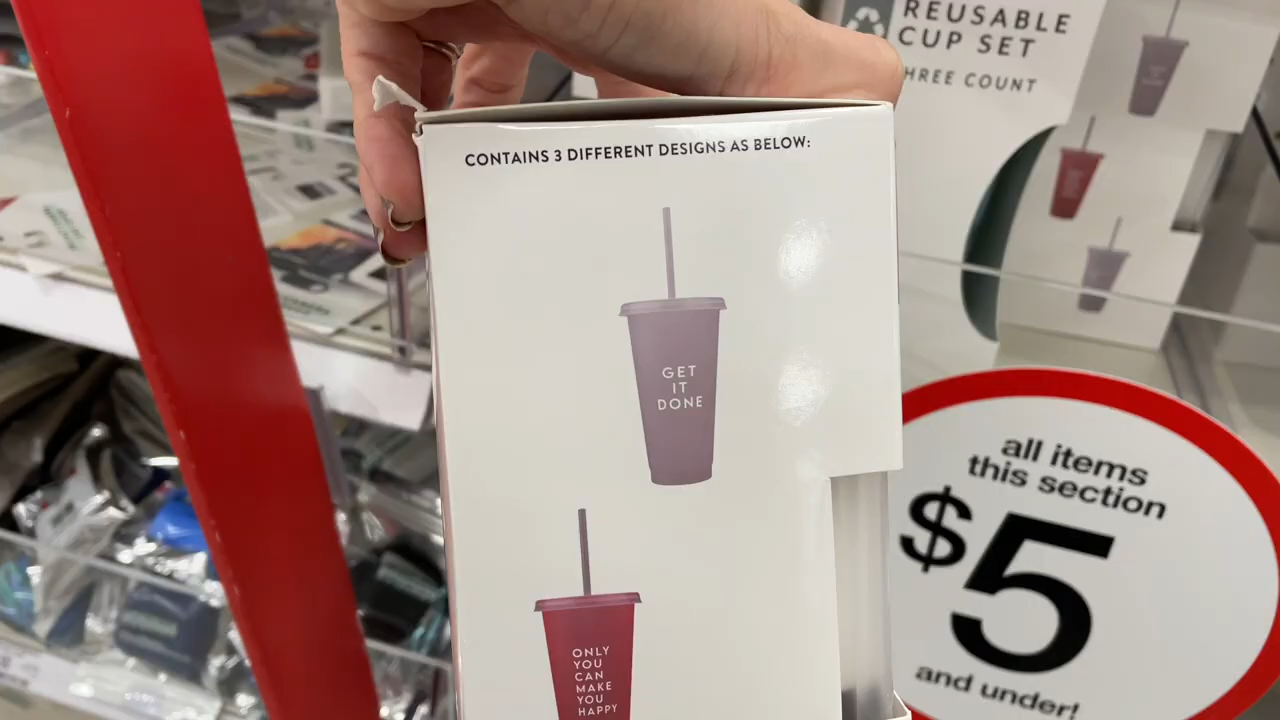 REUSABLE
CUP SET
HREE COUNT
CONTAINS 3 DIFFERENT DESIGNS AS BELOW:
GET
IT
DONE
ONLY
YOU
CAN
MAKE
YOU
HAPPY
all items
this section
$5
and under!